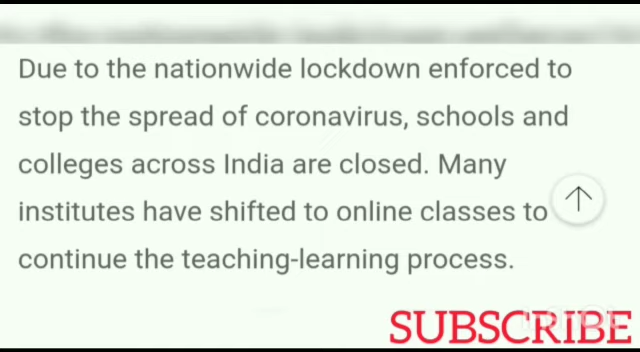 Due to the nationwide lockdown enforced to
stop the spread of coronavirus, schools and
colleges across India are closed. Many
institutes have shifted to online classes to
continue the teaching-learning process.
SUBSCRIBE